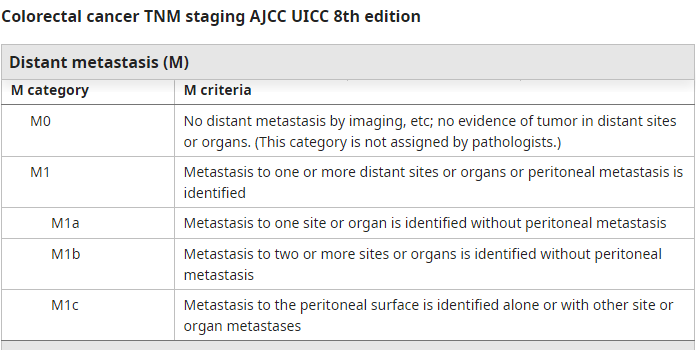 Colorectal cancer TNM staging AJCC UICC 8th edition
Distant metastasis (M)
M category M criteria
M0 No distant metastasis by imaging, etc; no evidence of tumor in distant sites
or organs. (This category is not assigned by pathologists.)
M1 Metastasis to one or more distant sites or organs or peritoneal metastasis is
identified
M1a Metastasis to one site or organ is identified without peritoneal metastasis
M1b Metastasis to two or more sites or organs is identified without peritoneal
metastasis
M1c Metastasis to the peritoneal surface is identified alone or with other site or
organ metastases